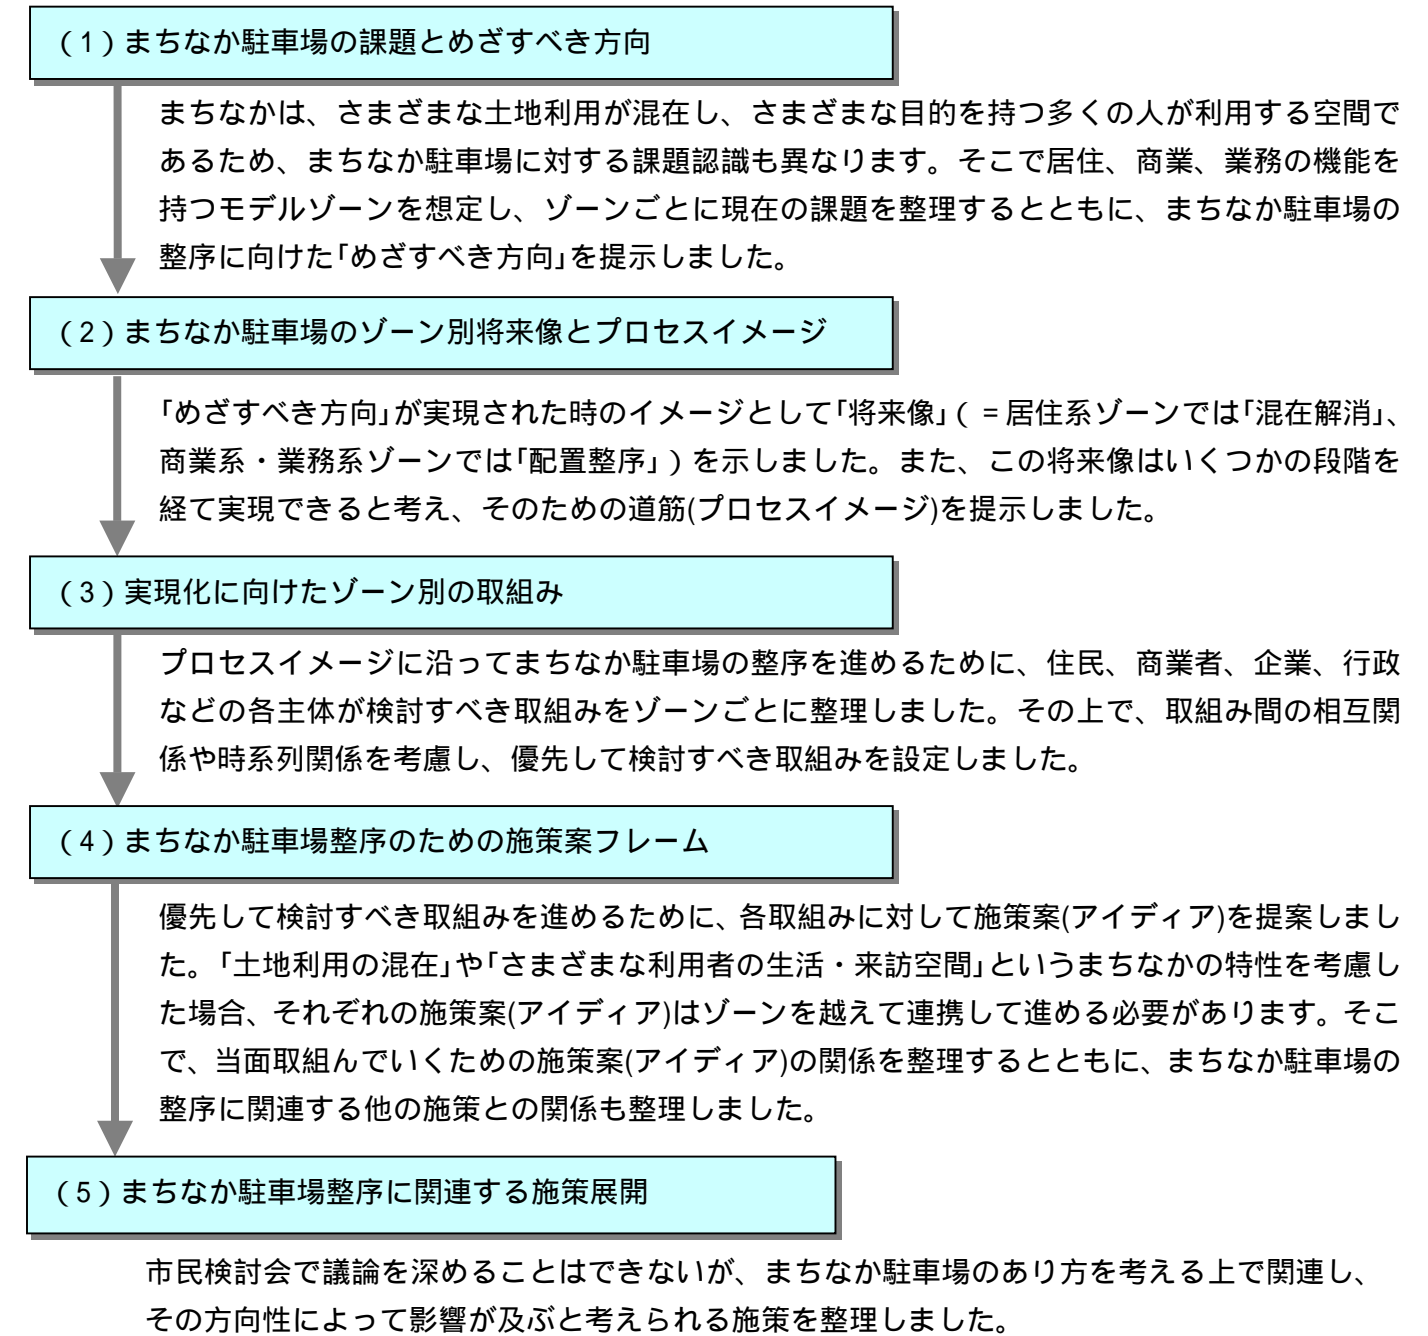 （1）まちなか駐車場の課題とめざすべき方向
まちなかは、さまざまな土地利用が混在し、さまざまな目的を持つ多くの人が利用する空間で
あるため、まちなか駐車場に対する課題認識も異なります。そこで居住、商業、業務の機能を
持つモデルゾーンを想定し、ゾーンごとに現在の課題を整理するとともに、まちなか駐車場の
整序に向けた｢めざすべき方向｣を提示しました。
（2）まちなか駐車場のゾーン別将来像とプロセスイメージ
｢めざすべき方向｣が実現された時のイメージとして｢将来像｣（＝居住系ゾーンでは｢混在解消｣、
商業系・業務系ゾーンでは｢配置整序｣）を示しました。また、この将来像はいくつかの段階を
経て実現できると考え、そのための道筋(プロセスイメージ)を提示しました。
（3）実現化に向けたゾーン別の取組み
プロセスイメージに沿ってまちなか駐車場の整序を進めるために、住民、商業者、企業、行政
などの各主体が検討すべき取組みをゾーンごとに整理しました。その上で、取組み間の相互関
係や時系列関係を考慮し、優先して検討すべき取組みを設定しました。
（4）まちなか駐車場整序のための施策案フレーム
優先して検討すべき取組みを進めるために、各取組みに対して施策案(アイディア)を提案しまし
た。｢土地利用の混在｣や｢さまざまな利用者の生活・来訪空間｣というまちなかの特性を考慮し
た場合、それぞれの施策案(アイディア)はゾーンを越えて連携して進める必要があります。そこ
で、当面取組んでいくための施策案(アイディア)の関係を整理するとともに、まちなか駐車場の
整序に関連する他の施策との関係も整理しました。
（5）まちなか駐車場整序に関連する施策展開
市民検討会で議論を深めることはできないが、まちなか駐車場のあり方を考える上で関連し、
その方向性によって影響が及ぶと考えられる施策を整理しました。